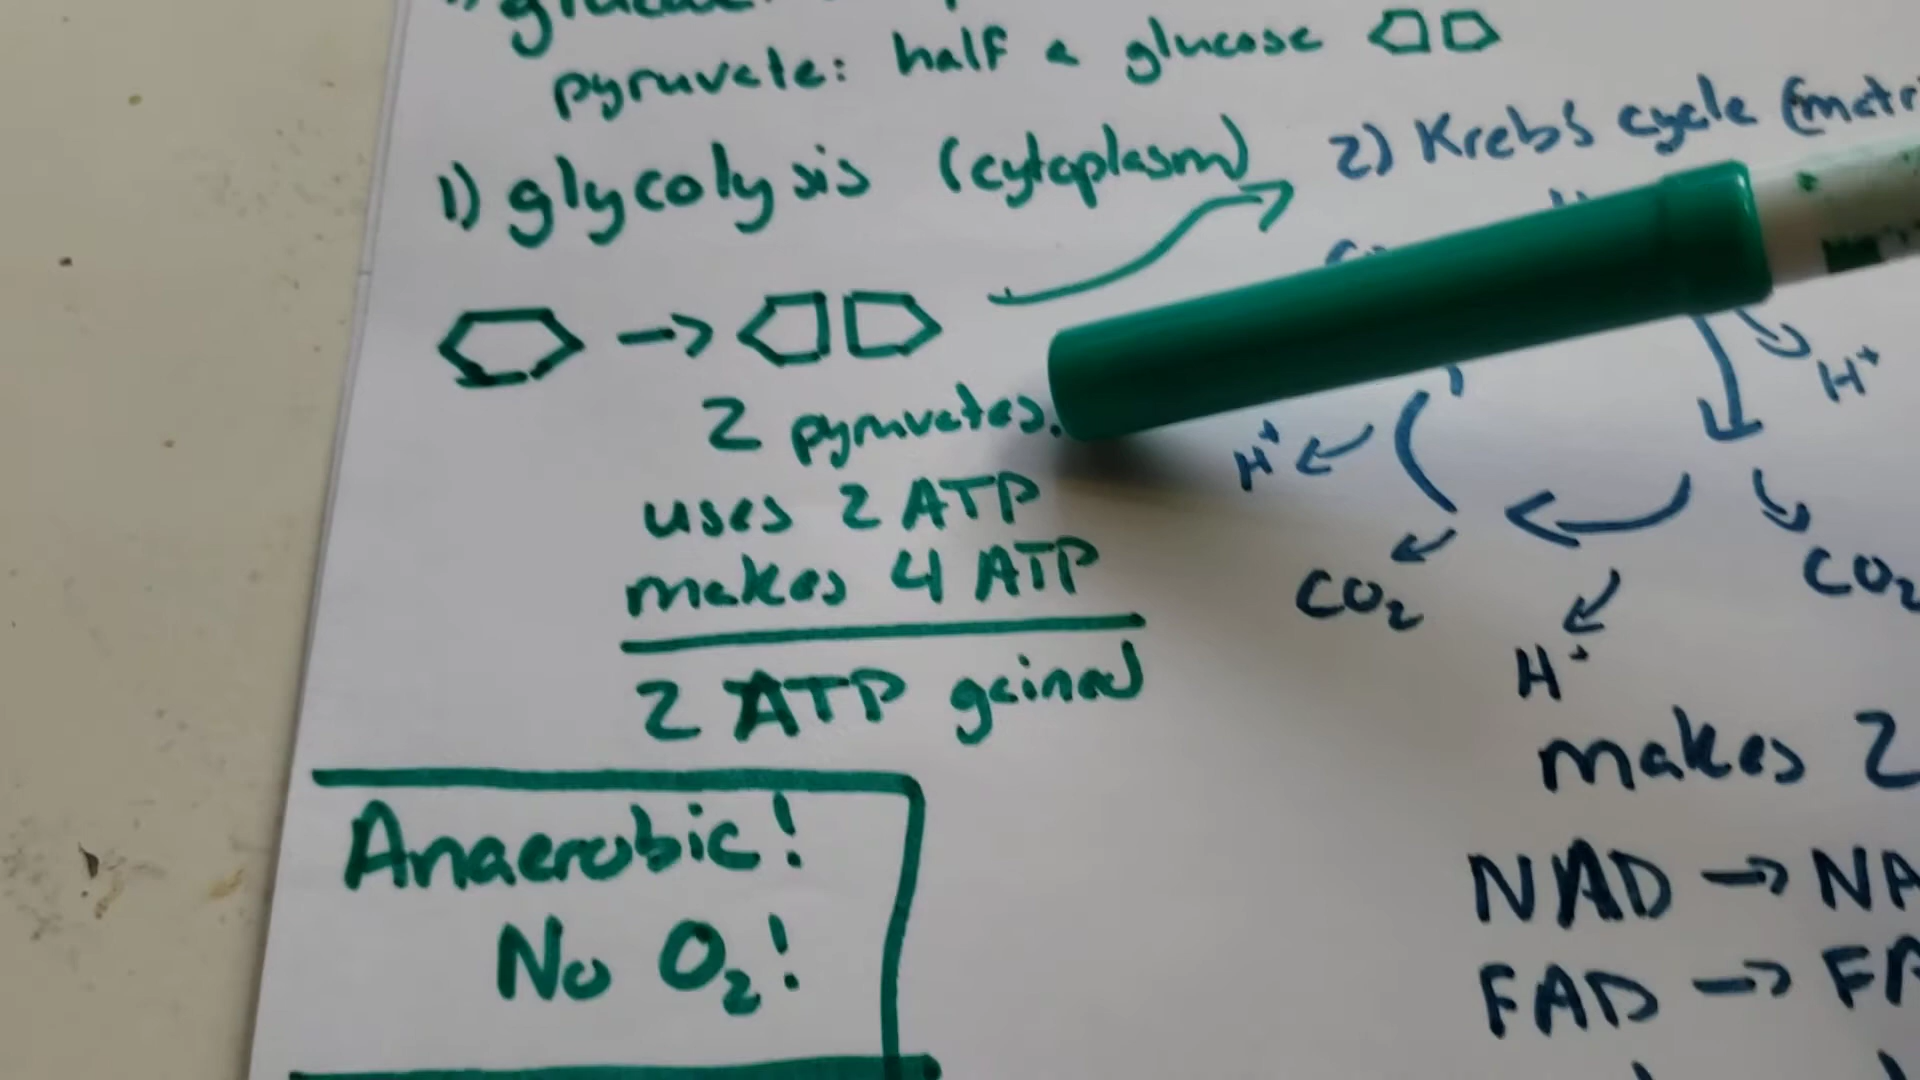 pyruvate: half a glucose
1) glycolysis (cytoplasm)
2 pyruvates.
uses 2 ATP
makes 4 ATP
2 ATP gained
Anaerobic!
No O₂!
2) Krebs cycle
H⁺
H⁺
CO₂
CO₂
H⁺
makes 2
NAD →
FAD →